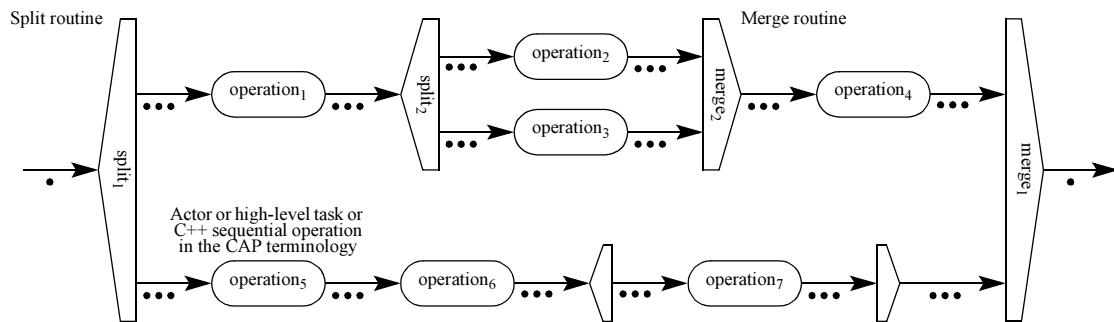 Split routine
Merge routine
operation₂
operation₁
split₂
merge₂
operation₄
operation₃
split₁
merge₁
Actor or high-level task or
C++ sequential operation
in the CAP terminology
operation₅
operation₆
operation₇